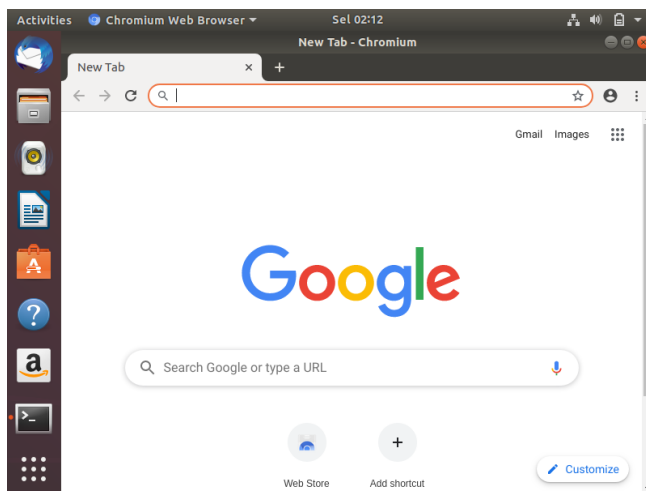 Activities Chromium Web Browser Sel 02:12
New Tab - Chromium
New Tab
Gmail Images
Google
Search Google or type a URL
Web Store Add shortcut
Customize